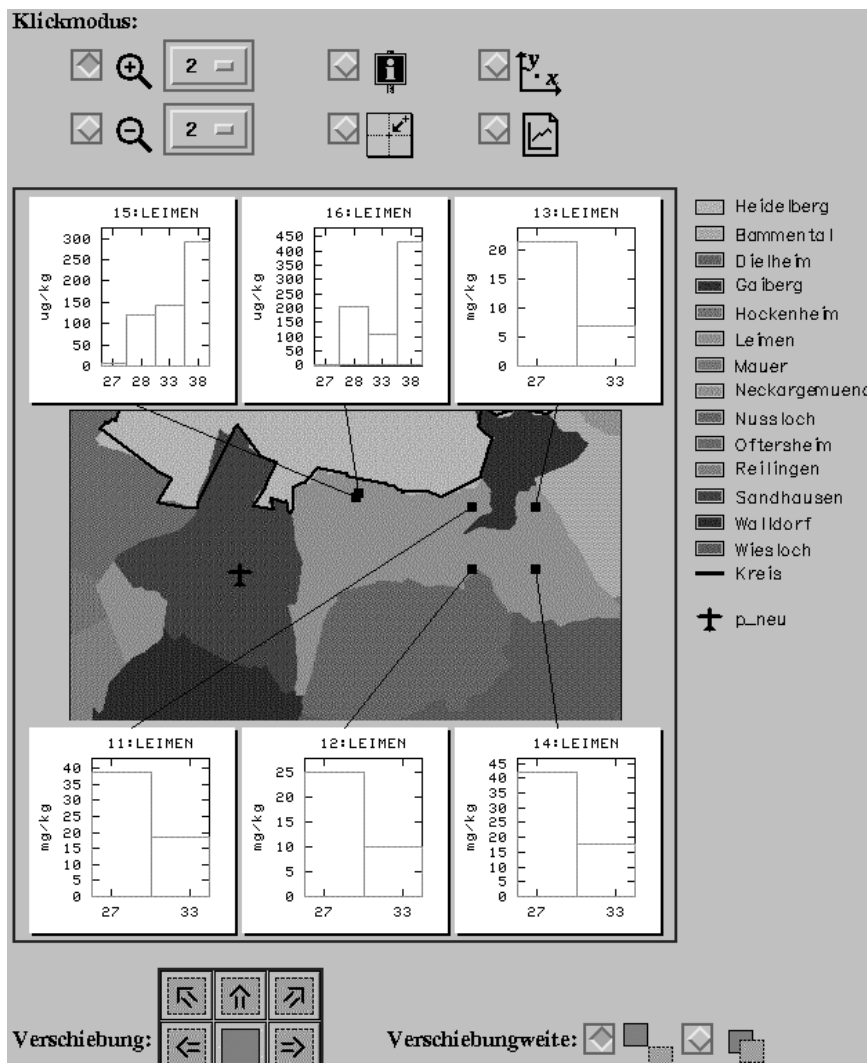 Klickmodus:
2
2
15:LEIMEN
300
250
200
150
100
50
0
ug/kg
27 28 33 38
16:LEIMEN
450
400
350
300
250
200
150
100
50
0
ug/kg
27 28 33 38
13:LEIMEN
20
15
10
5
0
mg/kg
27 33
Heidelberg
Bammental
Dielheim
Gaiberg
Hockenheim
Leimen
Mauer
Neckargemuend
Nussloch
Oftersheim
Reilingen
Sandhausen
Walldorf
Wiesloch
Kreis
p_neu
11:LEIMEN
40
35
30
25
20
15
10
5
0
mg/kg
27 33
12:LEIMEN
25
20
15
10
5
0
mg/kg
27 33
14:LEIMEN
45
40
35
30
25
20
15
10
5
0
mg/kg
27 33
Verschiebung:
Verschiebungweite: